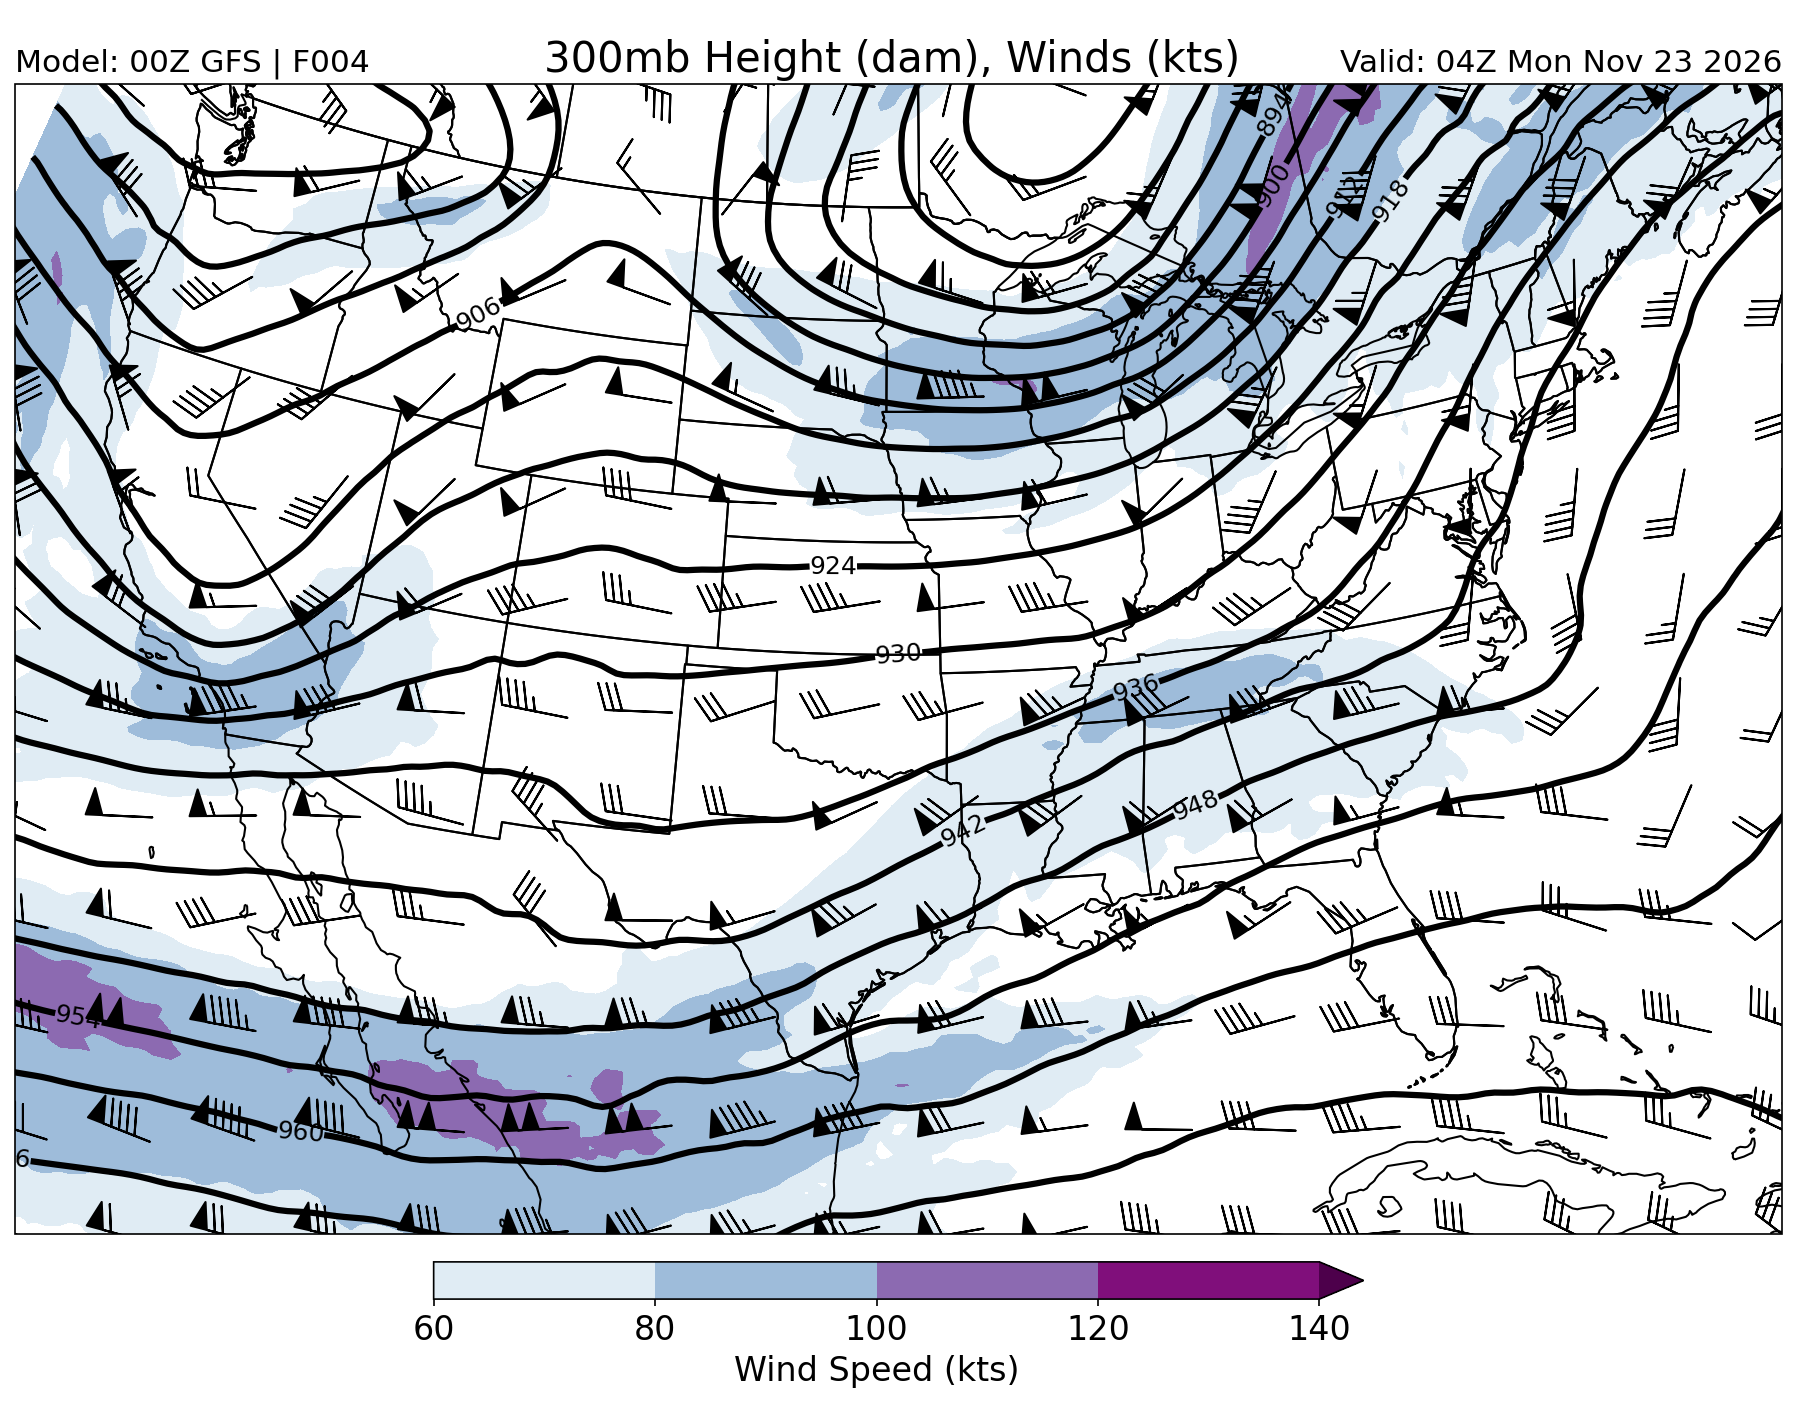 Model: 00Z GFS | F004
300mb Height (dam), Winds (kts)
Valid: 04Z Mon Nov 23 2026
894
900
912
918
906
924
930
936
948
942
954
960
6
60 80 100 120 140
Wind Speed (kts)